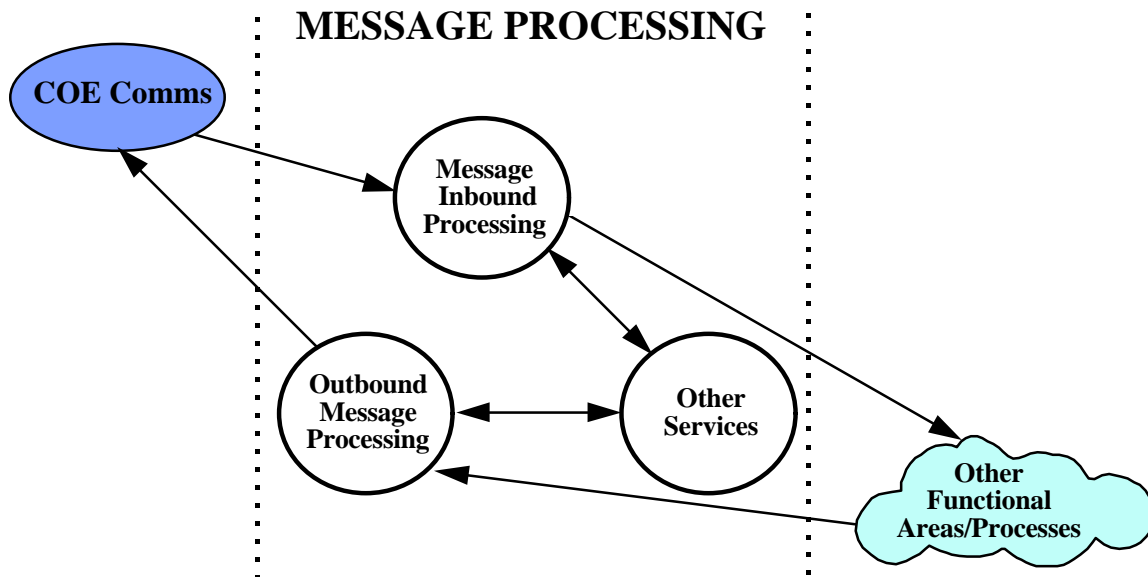 MESSAGE PROCESSING
COE Comms
Message
Inbound
Processing
Outbound
Message
Processing
Other
Services
Other
Functional
Areas/Processes